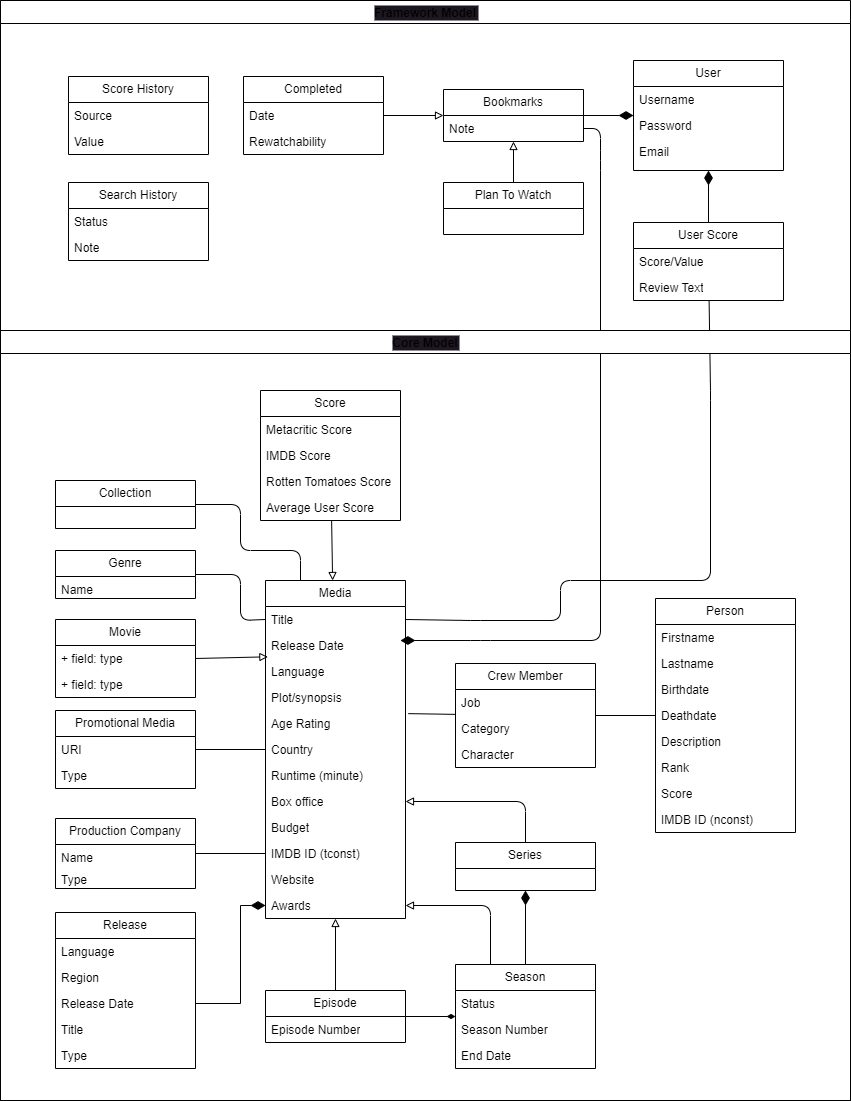 Framework Model
Score History
Source
Value
Search History
Status
Note
Completed
Date
Rewatchability
Bookmarks
Note
Plan To Watch
User
Username
Password
Email
User Score
Score/Value
Review Text
Core Model
Score
Metacritic Score
IMDB Score
Rotten Tomatoes Score
Average User Score
Collection
Genre
Name
Movie
+ field: type
+ field: type
Promotional Media
URI
Type
Production Company
Name
Type
Release
Language
Region
Release Date
Title
Type
Media
Title
Release Date
Language
Plot/synopsis
Age Rating
Country
Runtime (minute)
Box office
Budget
IMDB ID (tconst)
Website
Awards
Episode
Episode Number
Crew Member
Job
Category
Character
Series
Season
Status
Season Number
End Date
Person
Firstname
Lastname
Birthdate
Deathdate
Description
Rank
Score
IMDB ID (nconst)